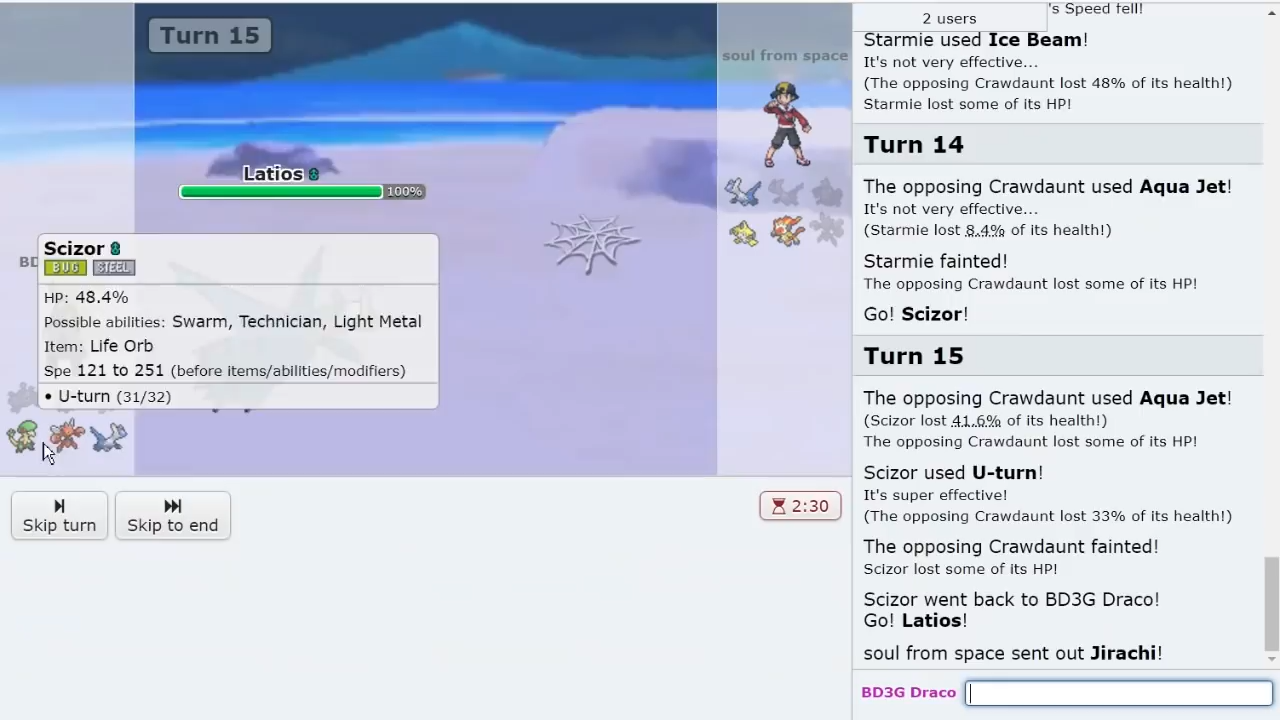 Turn 15
soul from space
Latios
100%
BD
Scizor
BUG STEEL
HP: 48.4%
Possible abilities: Swarm, Technician, Light Metal
Item: Life Orb
Spe 121 to 251 (before items/abilities/modifiers)
• U-turn (31/32)
Skip turn
Skip to end
2:30
2 users
's Speed fell!
Starmie used Ice Beam!
It's not very effective...
(The opposing Crawdaunt lost 48% of its health!)
Starmie lost some of its HP!
Turn 14
The opposing Crawdaunt used Aqua Jet!
It's not very effective...
(Starmie lost 8.4% of its health!)
Starmie fainted!
The opposing Crawdaunt lost some of its HP!
Go! Scizor!
Turn 15
The opposing Crawdaunt used Aqua Jet!
(Scizor lost 41.6% of its health!)
The opposing Crawdaunt lost some of its HP!
Scizor used U-turn!
It's super effective!
(The opposing Crawdaunt lost 33% of its health!)
The opposing Crawdaunt fainted!
Scizor lost some of its HP!
Scizor went back to BD3G Draco!
Go! Latios!
soul from space sent out Jirachi!
BD3G Draco